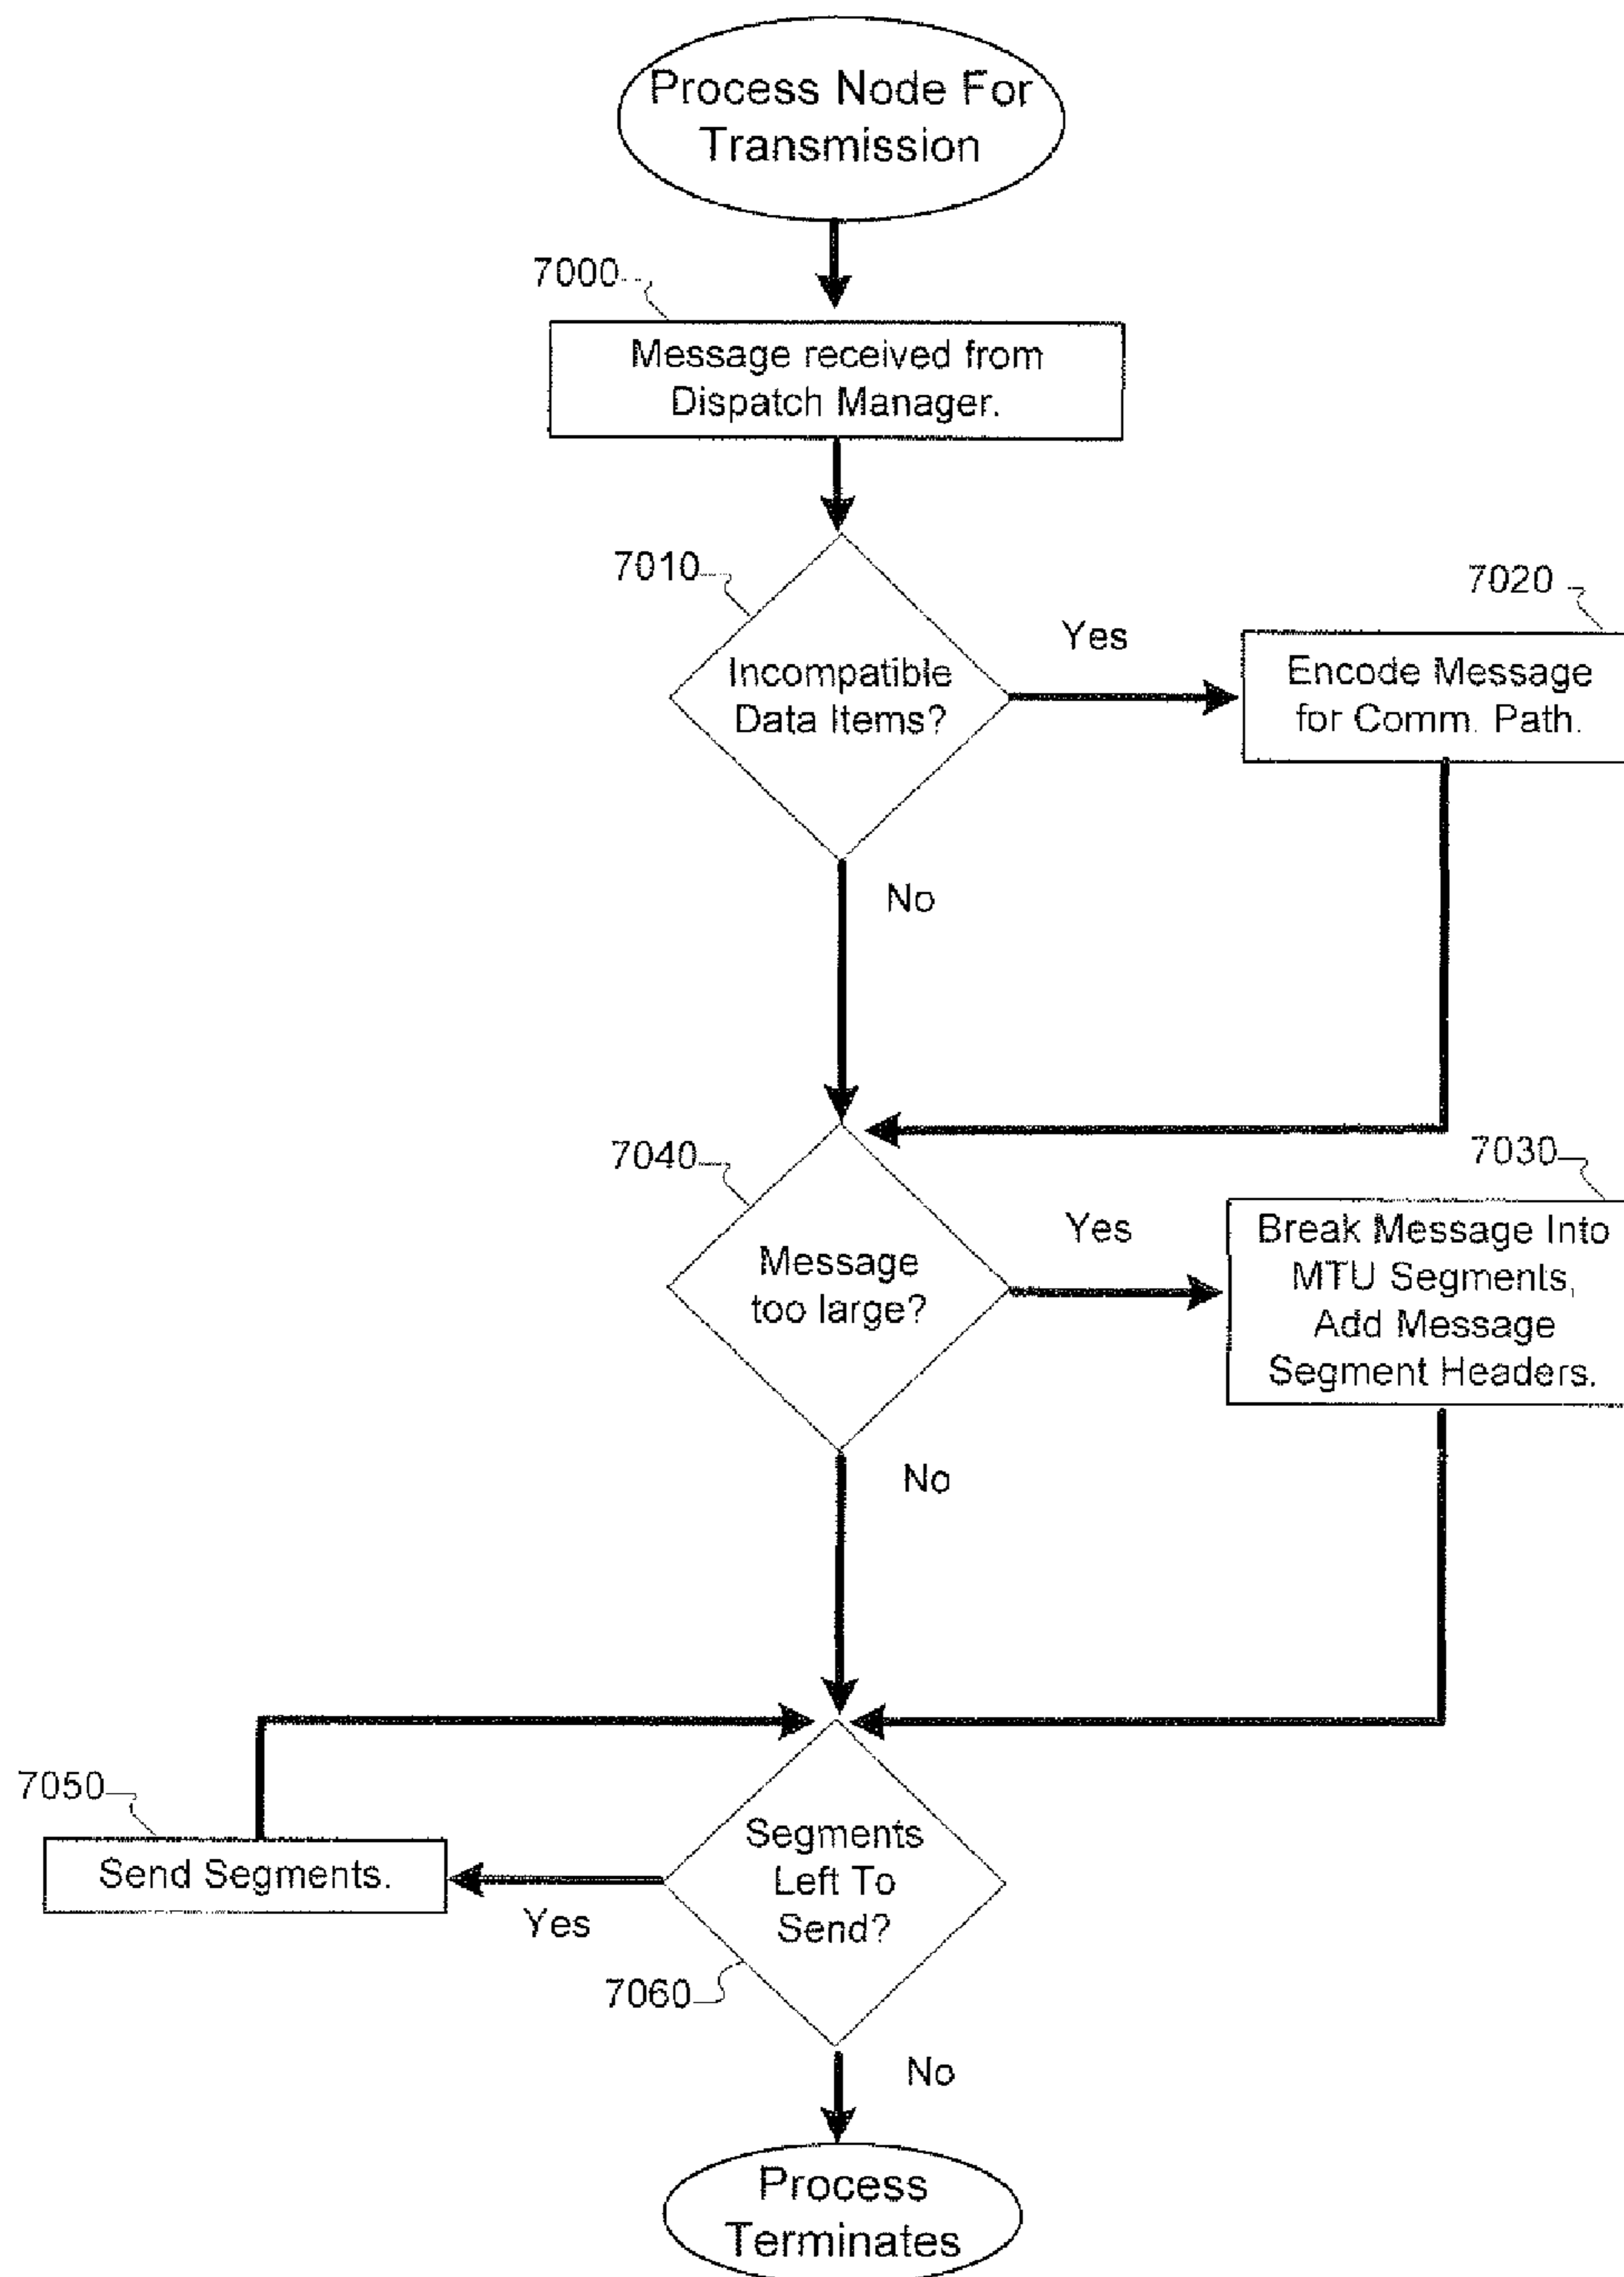 Process Node For
Transmission
7000
Message received from
Dispatch Manager.
7010
Incompatible
Data Items?
Yes
7020
Encode Message
for Comm. Path.
No
7040
Message
too large?
Yes
7030
Break Message Into
MTU Segments,
Add Message
Segment Headers.
No
7050
Send Segments.
Yes
Segments
Left To
Send?
7060
No
Process
Terminates